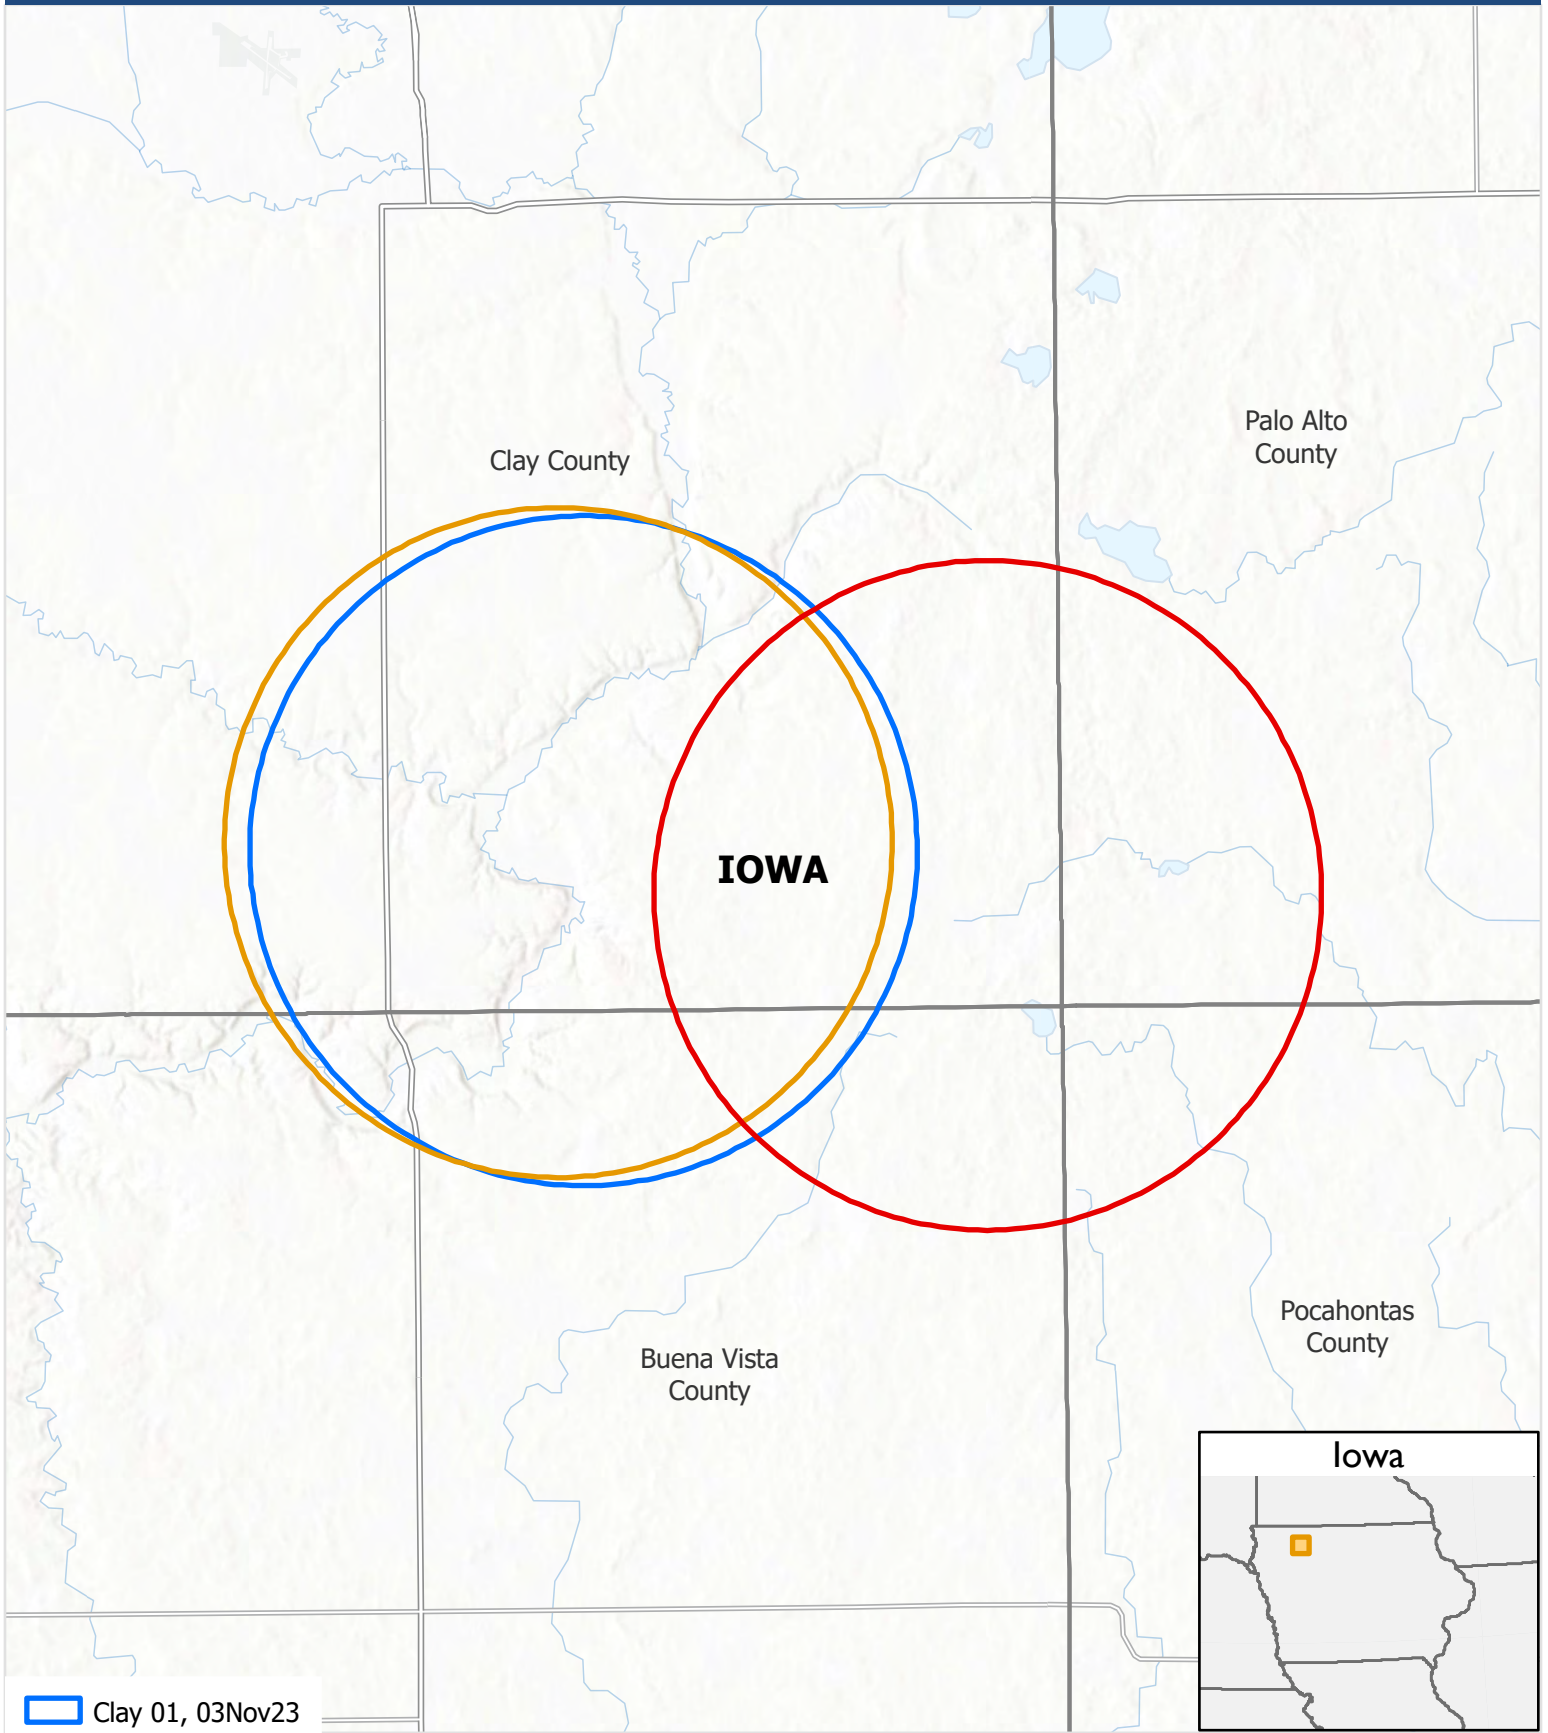 Palo Alto
County
Clay County
IOWA
Pocahontas
County
Buena Vista
County
Iowa
Clay 01, 03Nov23